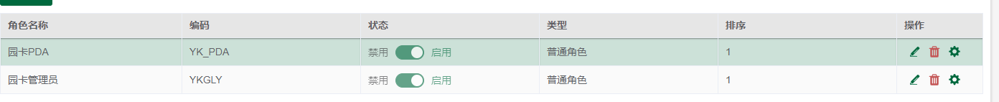 角色名称 编码 状态 类型 排序 操作
园卡PDA YK_PDA 禁用 启用 普通角色 1
园卡管理员 YKGLY 禁用 启用 普通角色 1